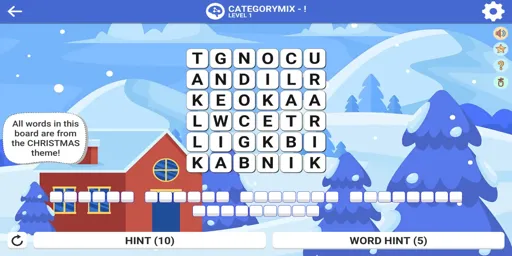 CATEGORYMIX - !
LEVEL 1
T G N O C U
A N D I L R
K E O K A A
L W C E T R
L I G K B I
K A B N I K
All words in this
board are from
the CHRISTMAS
theme!
HINT (10)
WORD HINT (5)